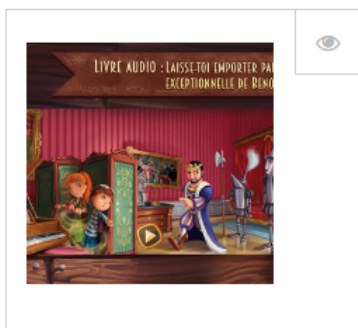 LIVRE AUDIO : LAISSE-TOI EMPORTER PA
EXCEPTIONNELLE DE BENO